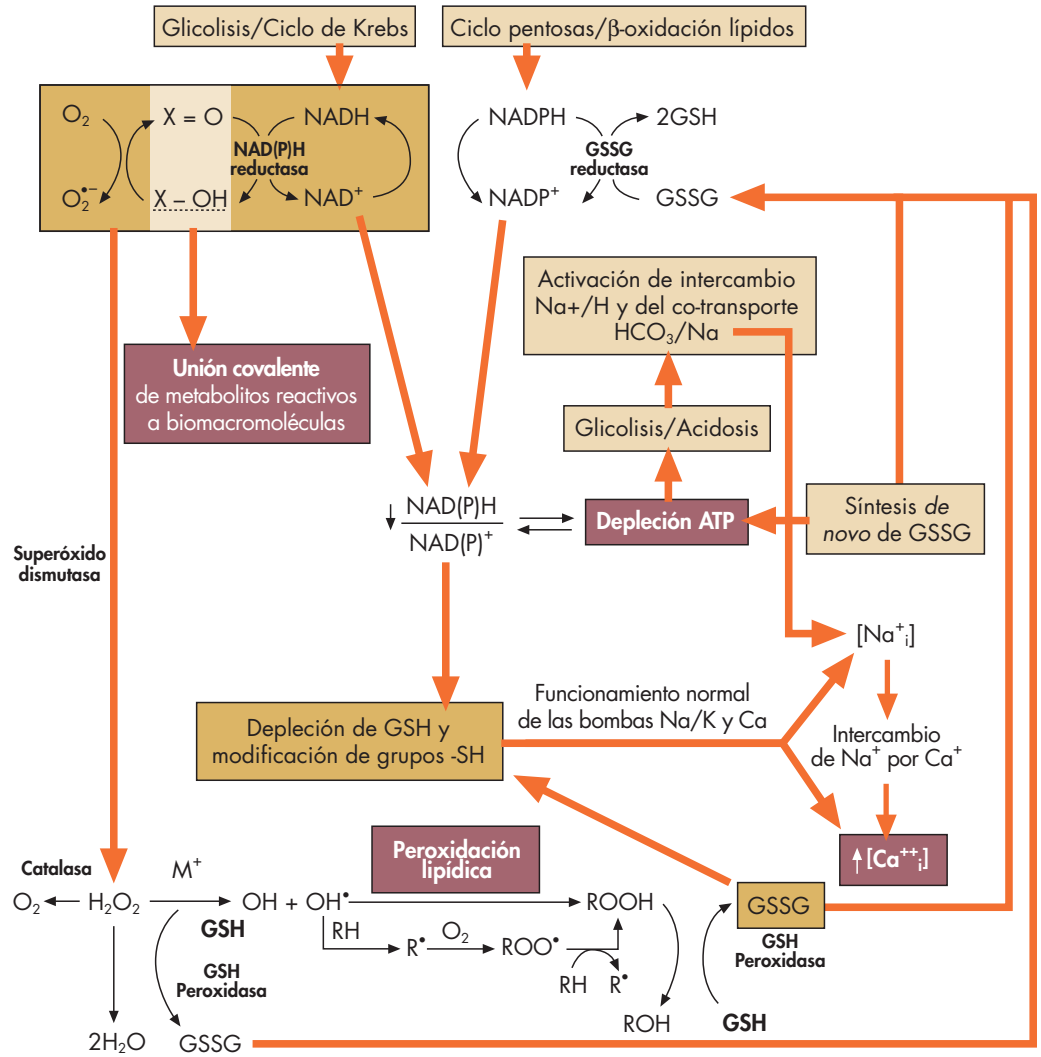 Glicolisis/Ciclo de Krebs
Ciclo pentosas/β-oxidación lípidos
O₂
X = O
NADH
NAD(P)H
reductasa
O₂•–
X – OH
NAD⁺
NADPH
2GSH
GSSG
reductasa
NADP⁺
GSSG
Activación de intercambio
Na+/H y del co-transporte
HCO₃/Na
Unión covalente
de metabolitos reactivos
a biomacromoléculas
Glicolisis/Acidosis
NAD(P)H
NAD(P)⁺
Depleción ATP
Síntesis de
novo de GSSG
Superóxido
dismutasa
[Na⁺ᵢ]
Funcionamiento normal
de las bombas Na/K y Ca
Depleción de GSH y
modificación de grupos -SH
Intercambio
de Na⁺ por Ca⁺
[Ca⁺⁺ᵢ]
Peroxidación
lipídica
Catalasa
M⁺
O₂
H₂O₂
GSH
OH + OH•
ROOH
RH
R•
O₂
ROO•
RH
R•
GSSG
GSH
Peroxidasa
GSH
Peroxidasa
2H₂O
GSSG
ROH
GSH